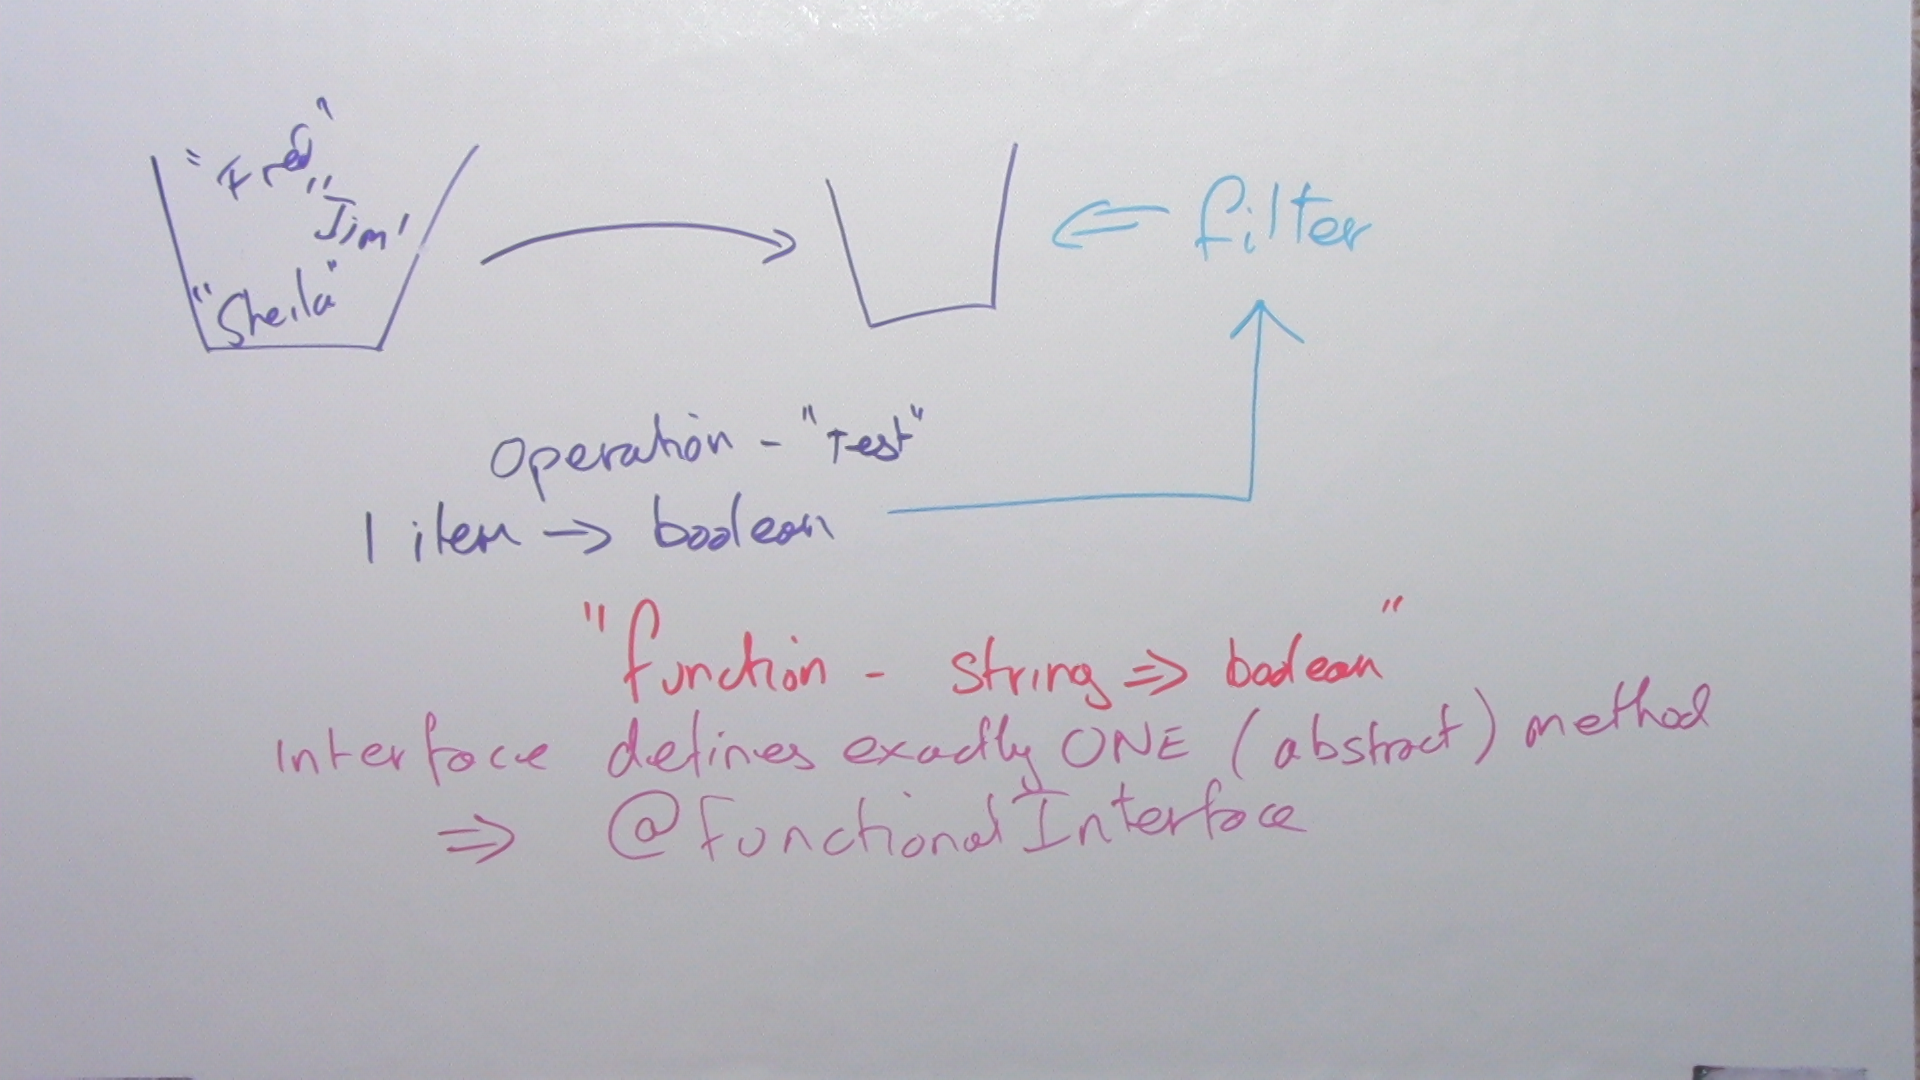 "Fred"
"Jim"
"Sheila"
filter
Operation - "Test"
1 item → boolean
"function - String ⇒ boolean"
Interface defines exactly ONE (abstract) method
⇒ @FunctionalInterface